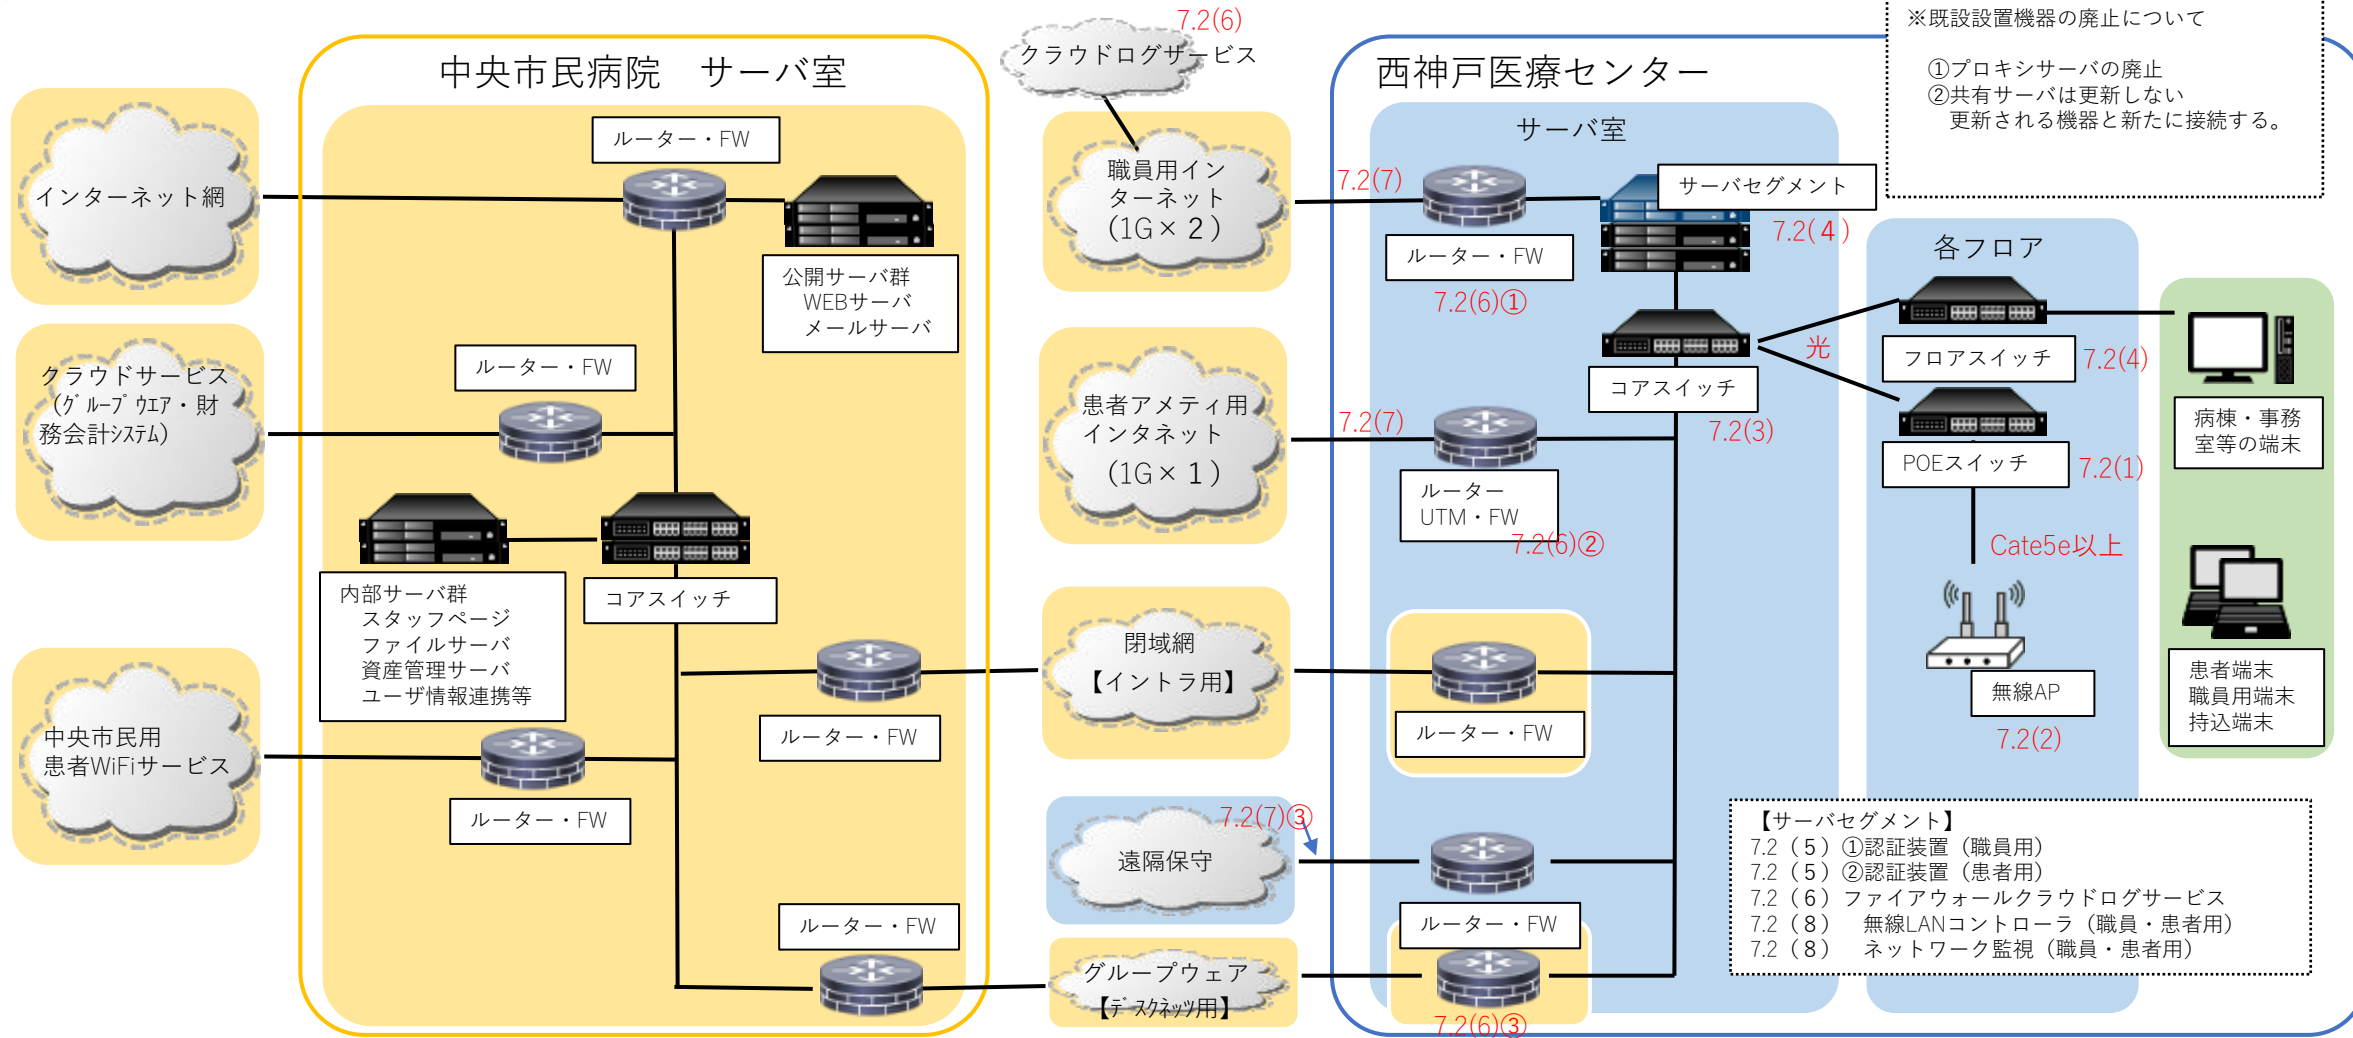 7.2(6)
クラウドログサービス
※既設設置機器の廃止について
①プロキシサーバの廃止
②共有サーバは更新しない
更新される機器と新たに接続する。
中央市民病院 サーバ室
インターネット網
ルーター・FW
公開サーバ群
WEBサーバ
メールサーバ
クラウドサービス
(グループウエア・財
務会計システム)
ルーター・FW
内部サーバ群
スタッフページ
ファイルサーバ
資産管理サーバ
ユーザ情報連携等
コアスイッチ
中央市民用
患者WiFiサービス
ルーター・FW
ルーター・FW
ルーター・FW
職員用イン
ターネット
(1G×２)
患者アメティ用
インタネット
(1G×１)
閉域網
【イントラ用】
遠隔保守
7.2(7)③
グループウェア
【デスクネッツ用】
西神戸医療センター
サーバ室
7.2(7)
ルーター・FW
7.2(6)①
サーバセグメント
7.2(４)
コアスイッチ
7.2(3)
7.2(7)
ルーター
UTM・FW
7.2(6)②
ルーター・FW
ルーター・FW
7.2(6)③
光
各フロア
フロアスイッチ
7.2(4)
POEスイッチ
7.2(1)
Cate5e以上
無線AP
7.2(2)
病棟・事務
室等の端末
患者端末
職員用端末
持込端末
【サーバセグメント】
7.2（５）①認証装置（職員用）
7.2（５）②認証装置（患者用）
7.2（６）ファイアウォールクラウドログサービス
7.2（８） 無線LANコントローラ（職員・患者用）
7.2（８） ネットワーク監視（職員・患者用）